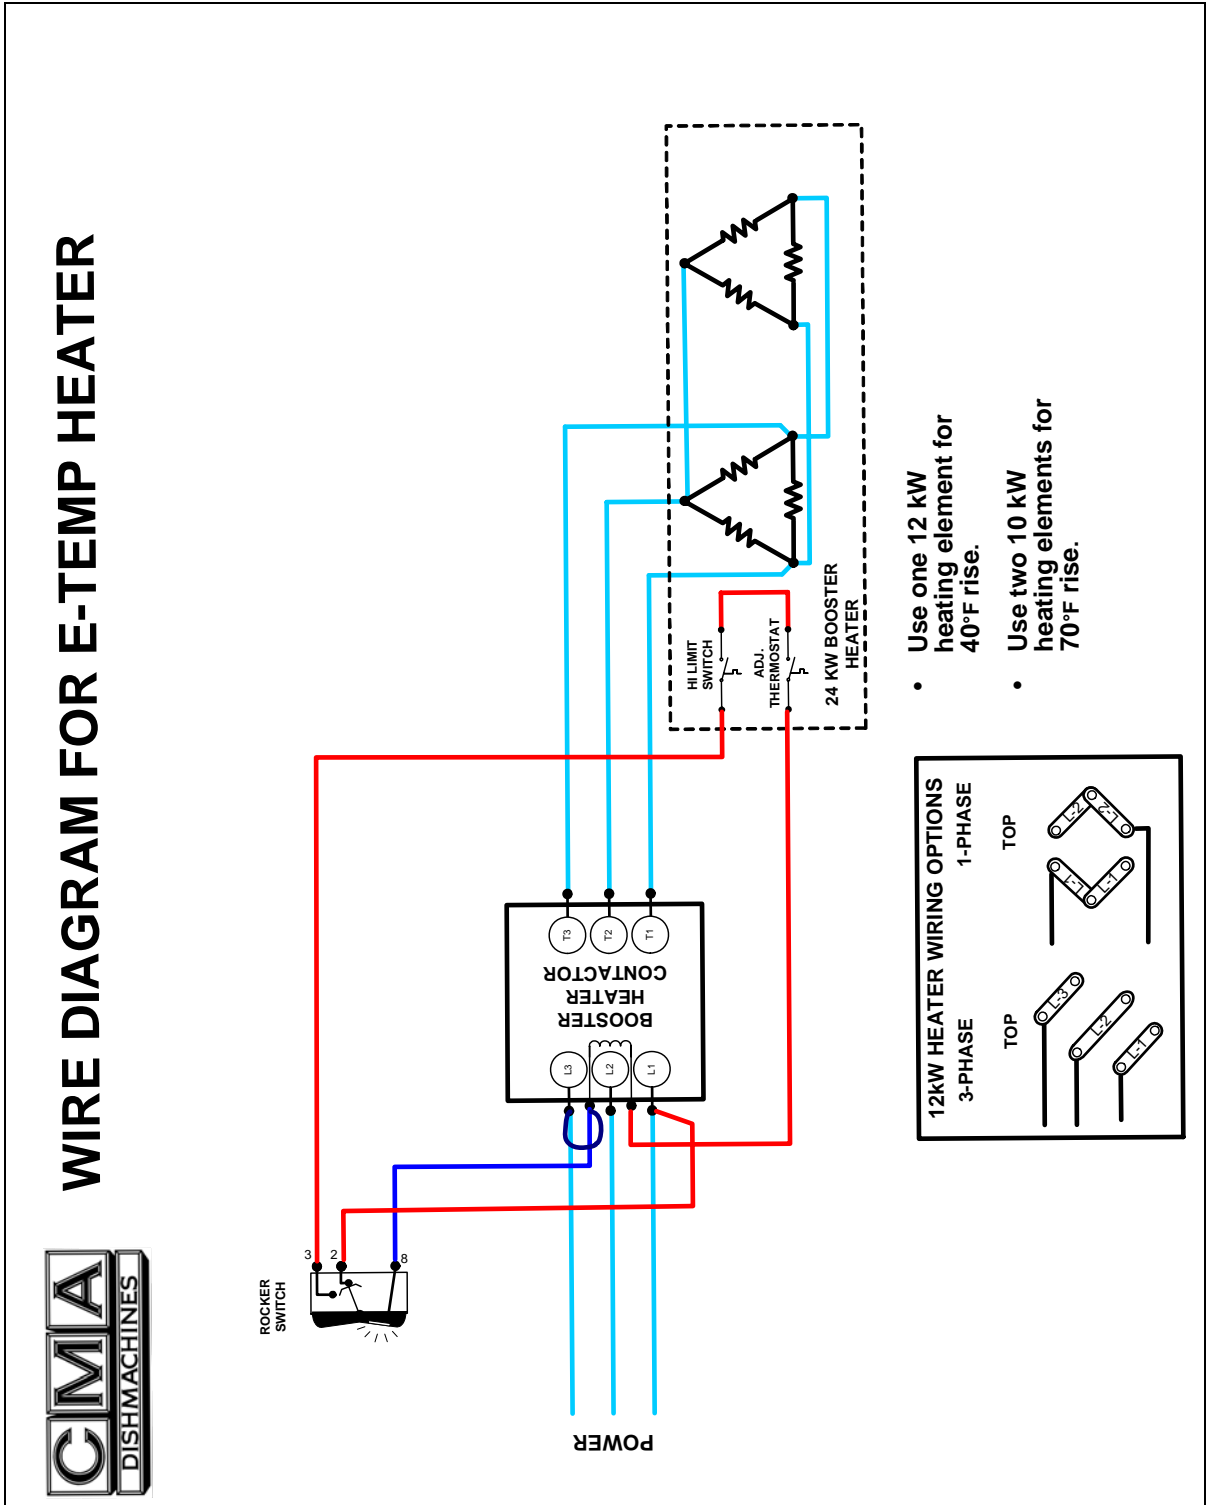 WIRE DIAGRAM FOR E-TEMP HEATER
CMA
DISHMACHINES
ROCKER
SWITCH
3
2
8
POWER
L3
L2
L1
BOOSTER
HEATER
CONTACTOR
T3
T2
T1
HI LIMIT
SWITCH
ADJ.
THERMOSTAT
24 KW BOOSTER
HEATER
12kW HEATER WIRING OPTIONS
3-PHASE
1-PHASE
TOP
TOP
L-3
L-2
L-1
L-1
L-1
L-2
L-2
• Use one 12 kW
heating element for
40°F rise.
• Use two 10 kW
heating elements for
70°F rise.